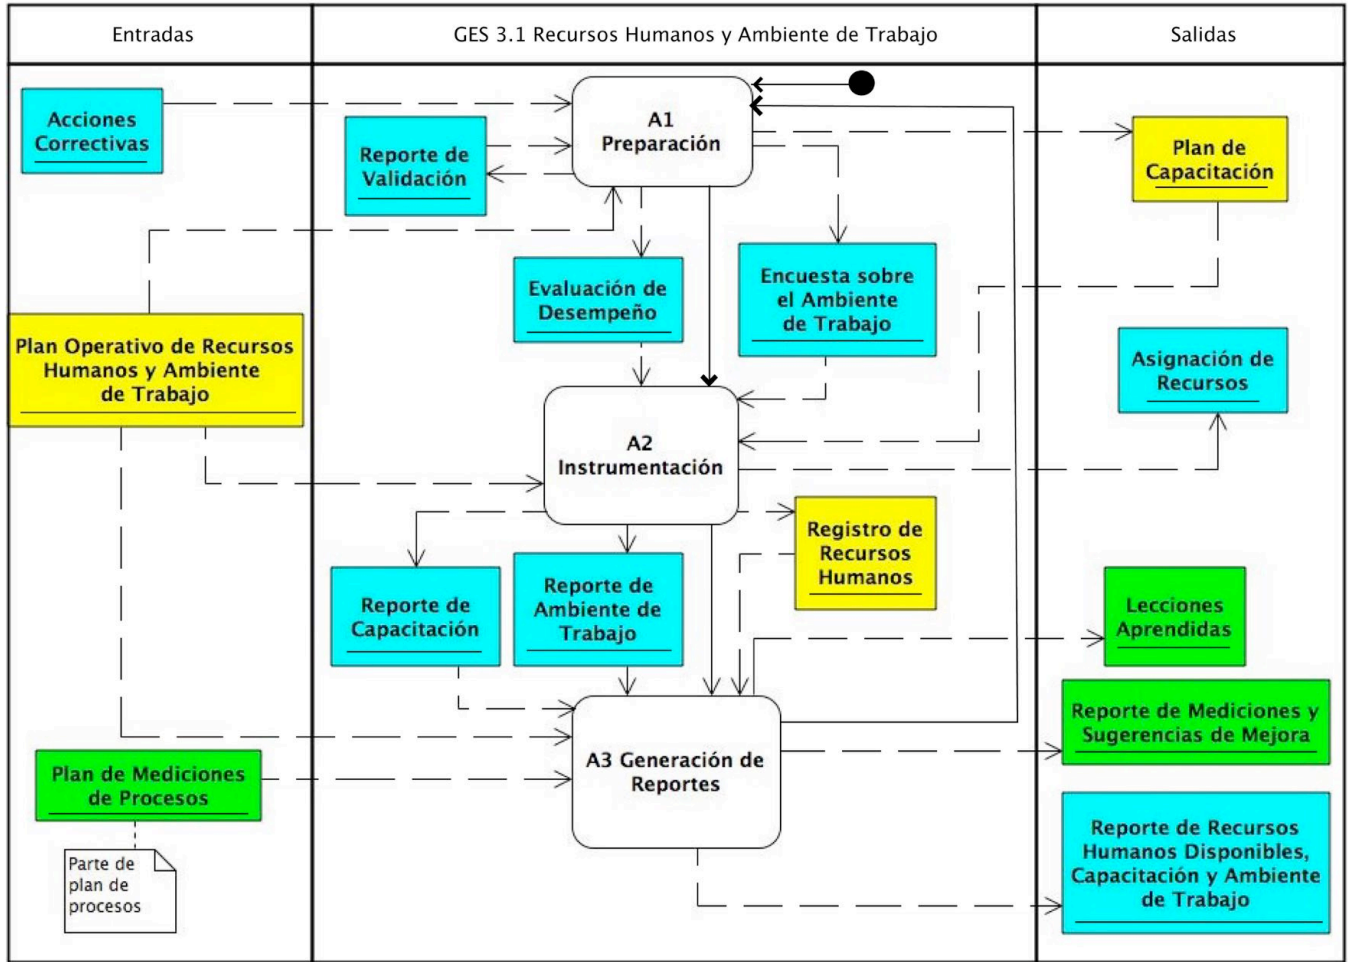 Entradas
GES 3.1 Recursos Humanos y Ambiente de Trabajo
Salidas
Acciones
Correctivas
Reporte de
Validación
A1
Preparación
Plan de
Capacitación
Evaluación de
Desempeño
Encuesta sobre
el Ambiente
de Trabajo
Plan Operativo de Recursos
Humanos y Ambiente
de Trabajo
Asignación de
Recursos
A2
Instrumentación
Registro de
Recursos
Humanos
Reporte de
Capacitación
Reporte de
Ambiente de
Trabajo
Lecciones
Aprendidas
Reporte de Mediciones y
Sugerencias de Mejora
A3 Generación de
Reportes
Plan de Mediciones
de Procesos
Parte de
plan de
procesos
Reporte de Recursos
Humanos Disponibles,
Capacitación y Ambiente
de Trabajo